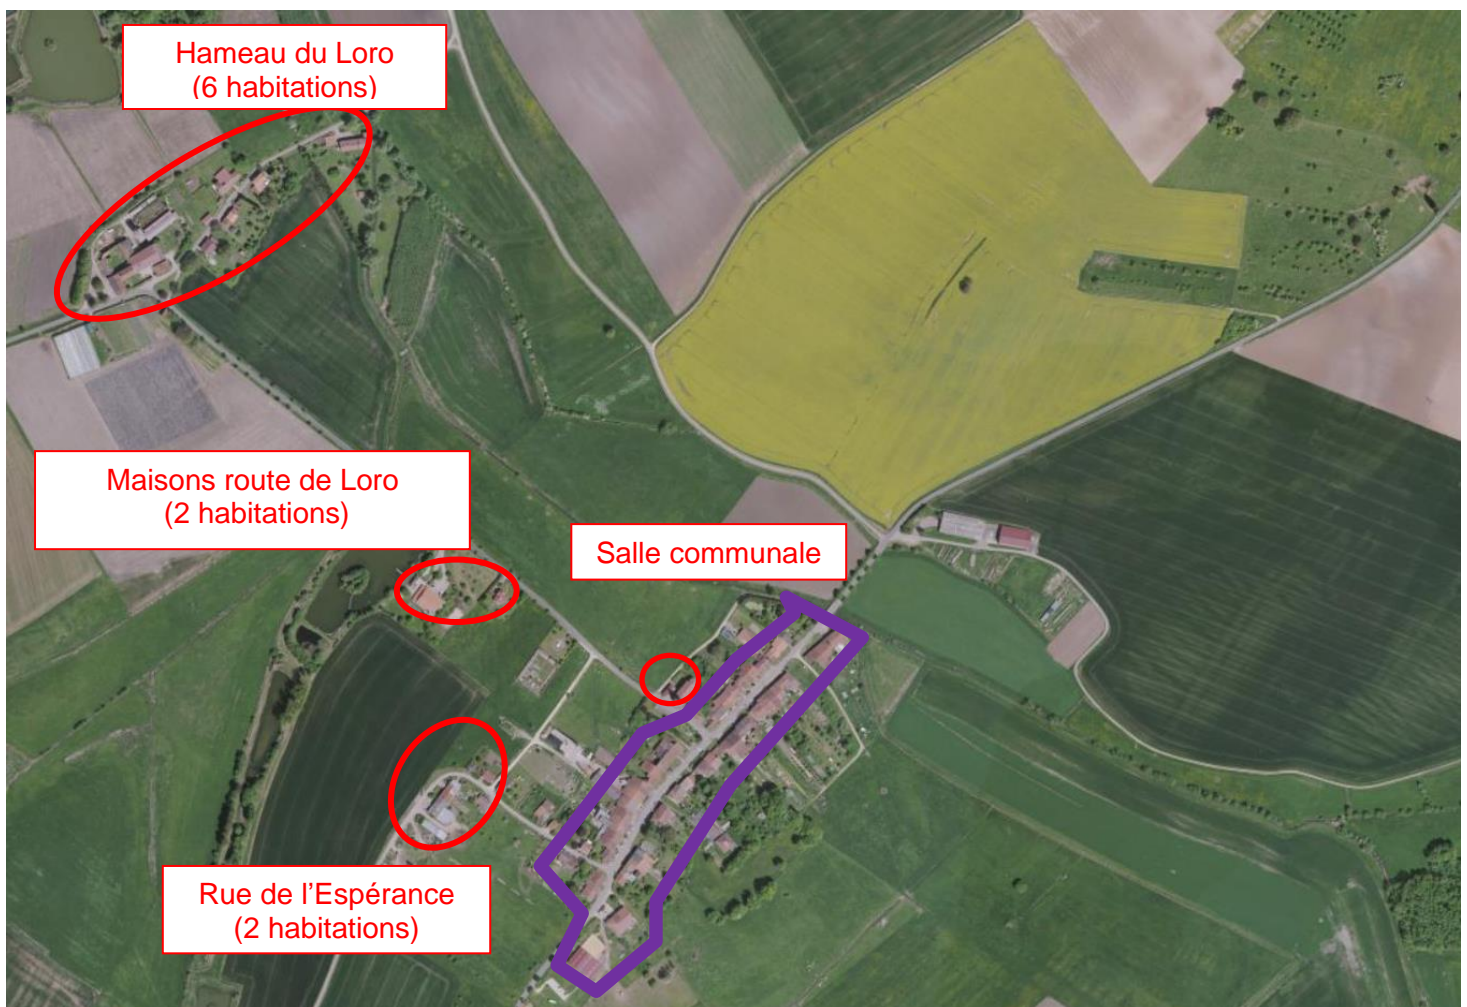 Hameau du Loro
(6 habitations)
Maisons route de Loro
(2 habitations)
Salle communale
Rue de l'Espérance
(2 habitations)